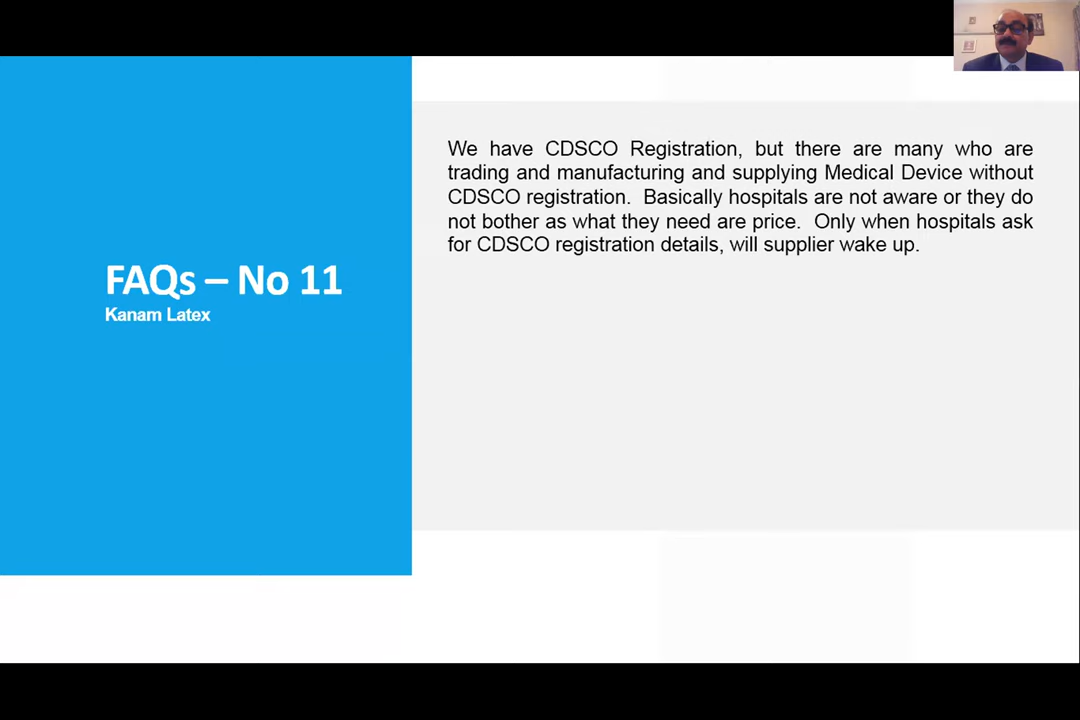 FAQs – No 11
Kanam Latex
We have CDSCO Registration, but there are many who are
trading and manufacturing and supplying Medical Device without
CDSCO registration.  Basically hospitals are not aware or they do
not bother as what they need are price.  Only when hospitals ask
for CDSCO registration details, will supplier wake up.